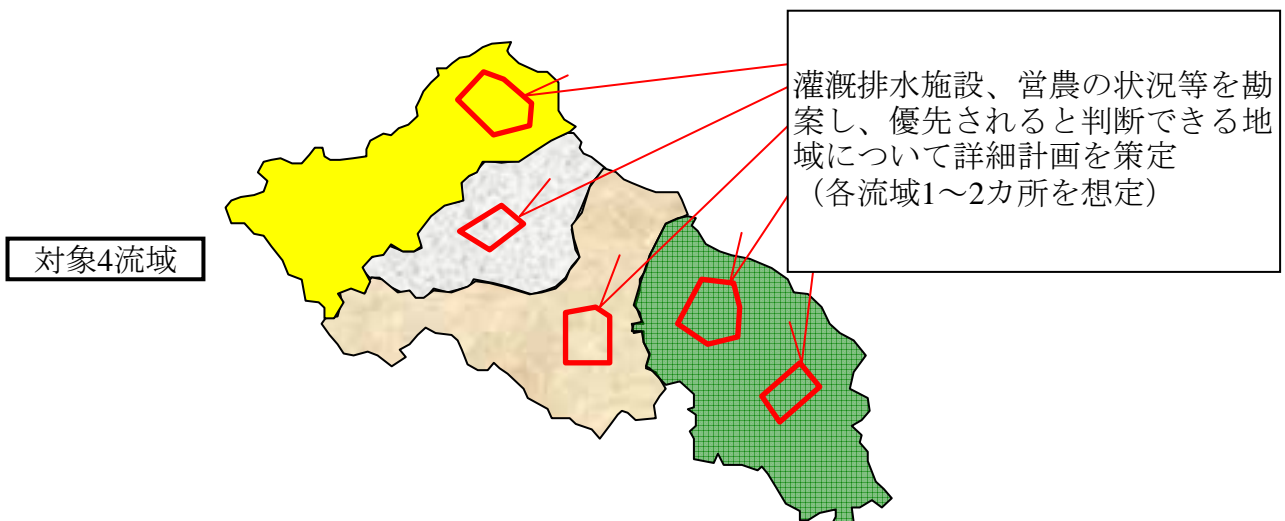 灌漑排水施設、営農の状況等を勘
案し、優先されると判断できる地
域について詳細計画を策定
（各流域1～2カ所を想定）
対象4流域